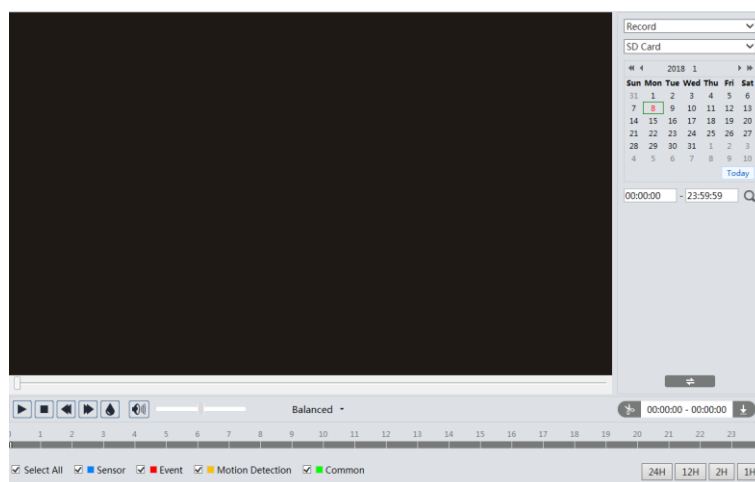 Record
SD Card
2018 1
Sun Mon Tue Wed Thu Fri Sat
31 1 2 3 4 5 6
7 8 9 10 11 12 13
14 15 16 17 18 19 20
21 22 23 24 25 26 27
28 29 30 31 1 2 3
4 5 6 7 8 9 10
Today
00:00:00 - 23:59:59
Balanced
00:00:00 - 00:00:00
1 2 3 4 5 6 7 8 9 10 11 12 13 14 15 16 17 18 19 20 21 22 23
Select All Sensor Event Motion Detection Common
24H 12H 2H 1H